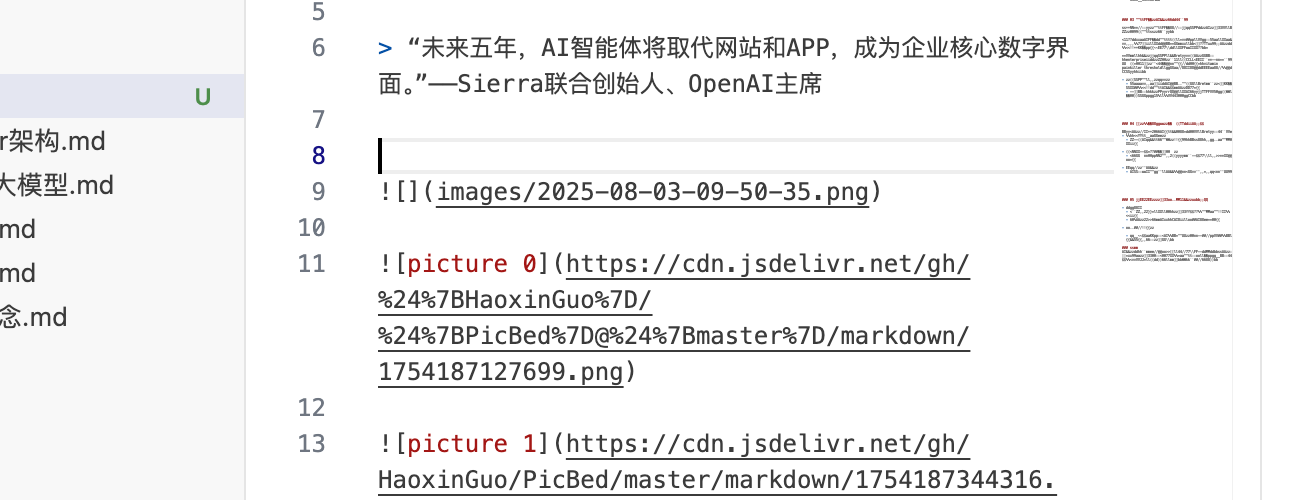 5
6 > “未来五年，AI智能体将取代网站和APP，成为企业核心数字界
面。”——Sierra联合创始人、OpenAI主席
U
7
r架构.md
8
大模型.md
9 ![](images/2025-08-03-09-50-35.png)
md
10
11 ![picture 0](https://cdn.jsdelivr.net/gh/
md
%24%7BHaoxinGuo%7D/
念.md
%24%7BPicBed%7D@%24%7Bmaster%7D/markdown/
1754187127699.png)
12
13 ![picture 1](https://cdn.jsdelivr.net/gh/
HaoxinGuo/PicBed/master/markdown/1754187344316.